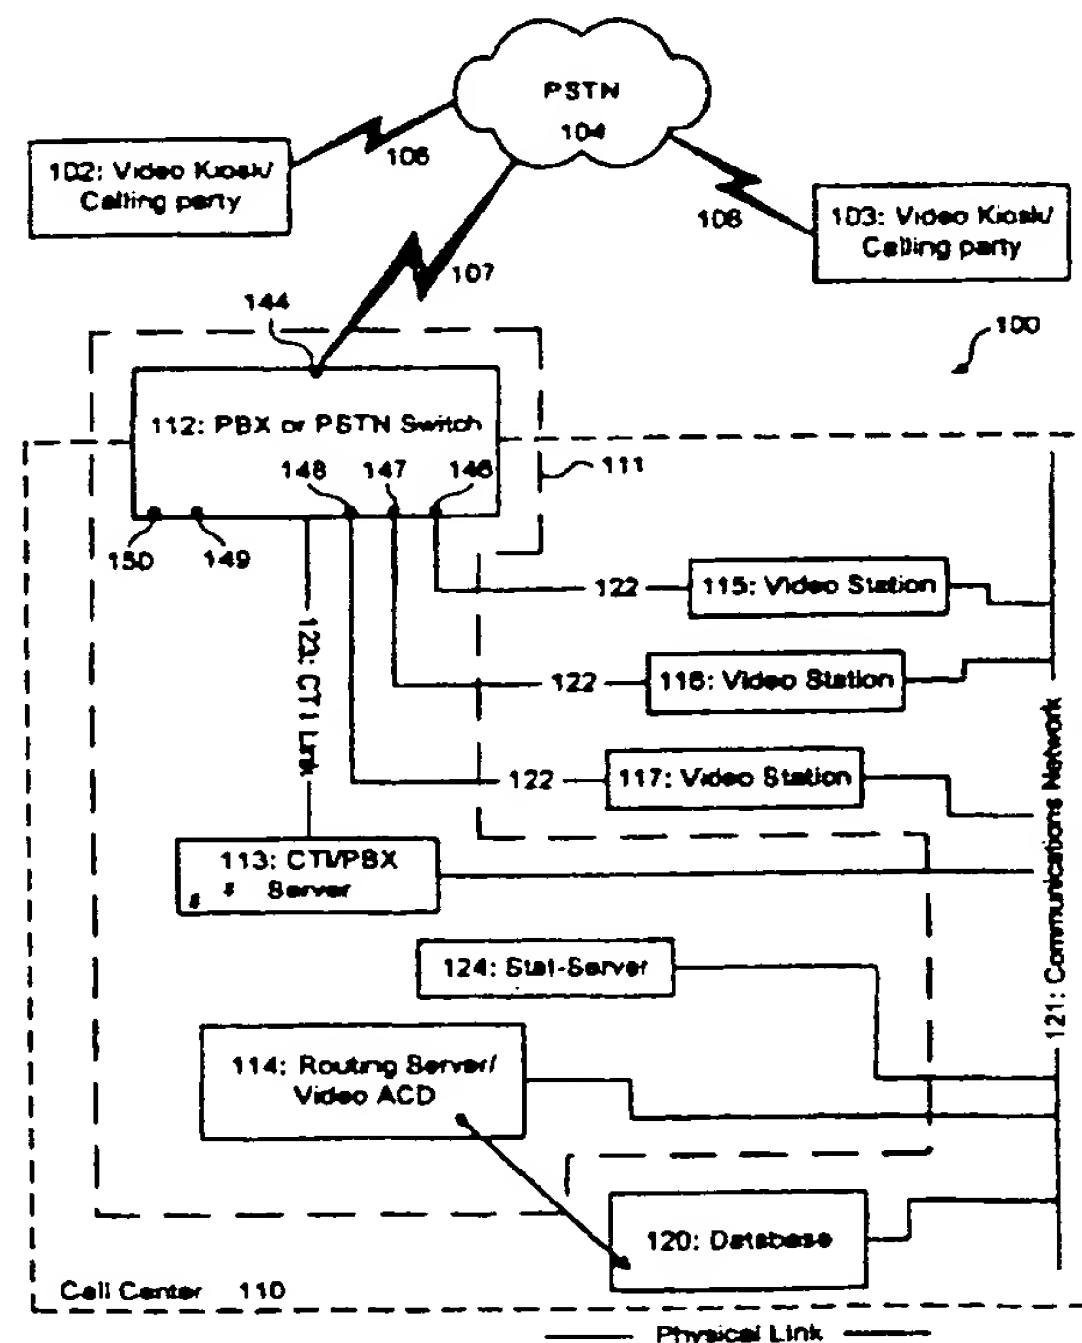 PSTN
104
106
102: Video Kiosk/
Calling party
108
103: Video Kiosk/
Calling party
107
144
100
112: PBX or PSTN Switch
148
147
146
111
150
149
122
115: Video Station
123: CTI Link
122
116: Video Station
122
117: Video Station
121: Communications Network
113: CTI/PBX
Server
124: Stat-Server
114: Routing Server/
Video ACD
120: Database
Call Center 110
Physical Link